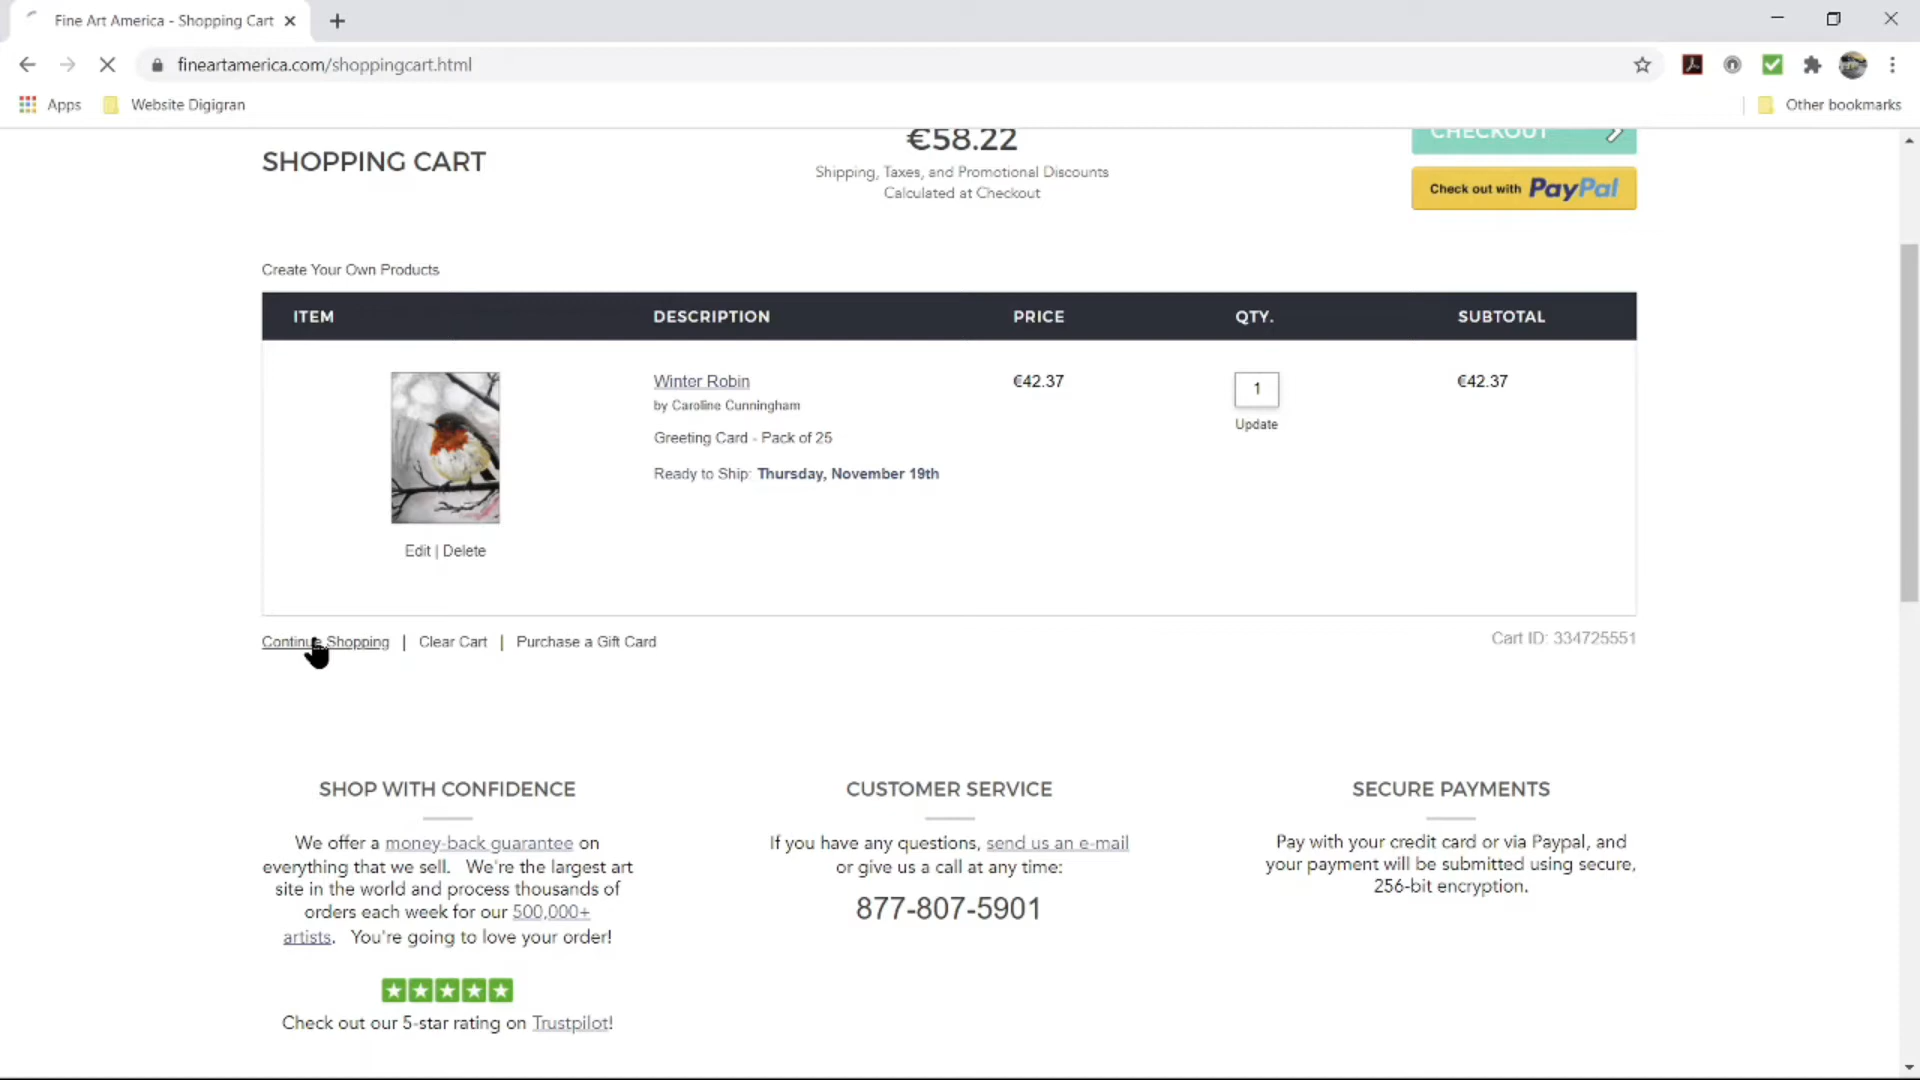 Fine Art America - Shopping Cart
fineartamerica.com/shoppingcart.html
Apps Website Digigran Other bookmarks
SHOPPING CART
€58.22
Shipping, Taxes, and Promotional Discounts
Calculated at Checkout
CHECKOUT
Check out with PayPal
Create Your Own Products
ITEM DESCRIPTION PRICE QTY. SUBTOTAL
Winter Robin €42.37 1 €42.37
by Caroline Cunningham
Update
Greeting Card - Pack of 25
Ready to Ship: Thursday, November 19th
Edit | Delete
Continue Shopping | Clear Cart | Purchase a Gift Card
Cart ID: 334725551
SHOP WITH CONFIDENCE
We offer a money-back guarantee on
everything that we sell. We're the largest art
site in the world and process thousands of
orders each week for our 500,000+
artists. You're going to love your order!
Check out our 5-star rating on Trustpilot!
CUSTOMER SERVICE
If you have any questions, send us an e-mail
or give us a call at any time:
877-807-5901
SECURE PAYMENTS
Pay with your credit card or via Paypal, and
your payment will be submitted using secure,
256-bit encryption.